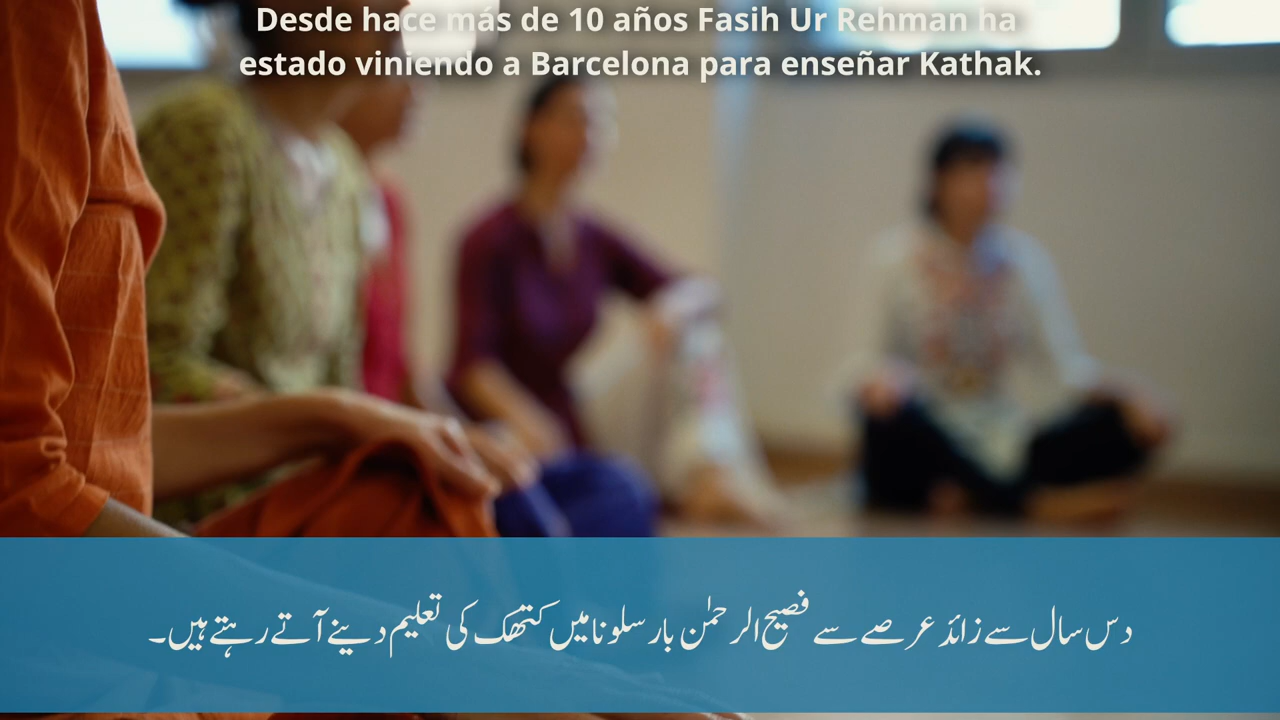 Desde hace más de 10 años Fasih Ur Rehman ha
estado viniendo a Barcelona para enseñar Kathak.
دس سال سے زائد عرصے سے فصیح الرحمٰن بارسلونا میں کتھک کی تعلیم دینے آتے رہتے ہیں۔